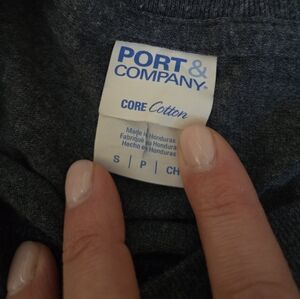 PORT &
COMPANY®
CORE Cotton
Made in Honduras
Fabriqué au Honduras
Hecho en Honduras
S | P | CH